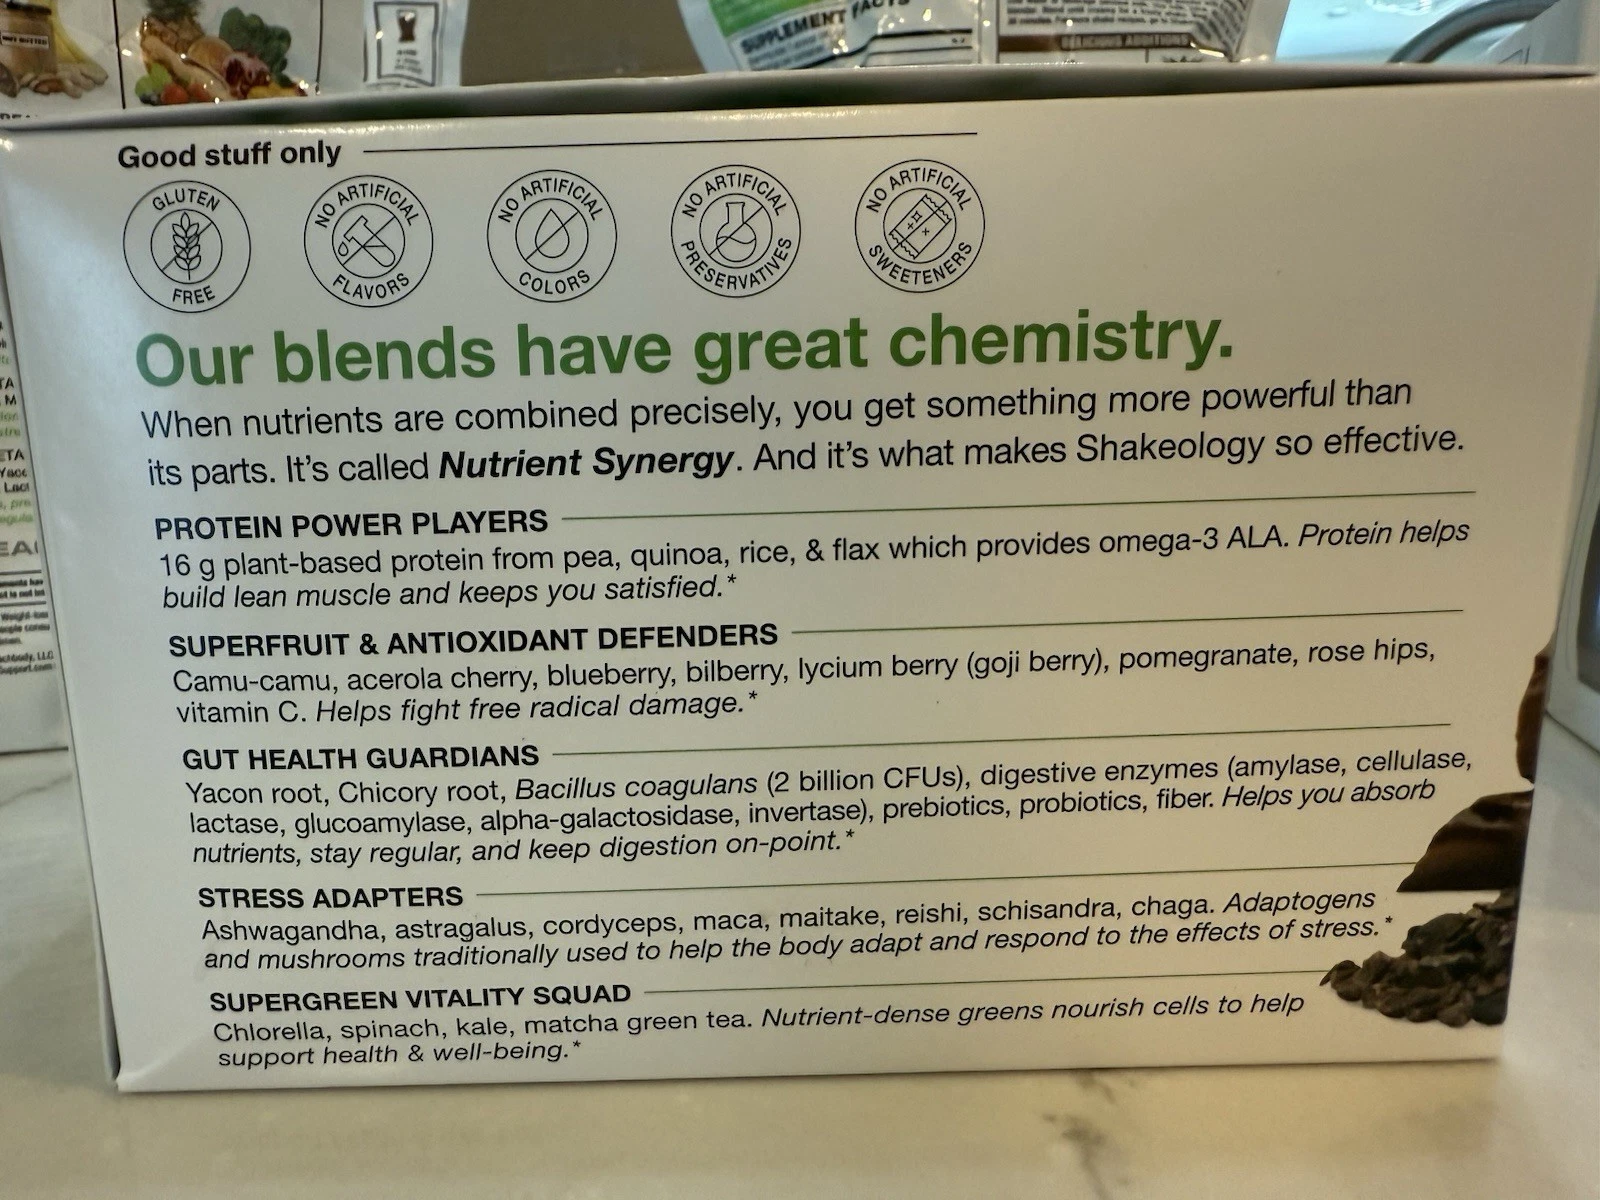 NUT BUTTER
SUPPLEMENT FACTS
DELICIOUS ADDITIONS
Good stuff only
GLUTEN FREE
NO ARTIFICIAL FLAVORS
NO ARTIFICIAL COLORS
NO ARTIFICIAL PRESERVATIVES
NO ARTIFICIAL SWEETENERS
Our blends have great chemistry.
When nutrients are combined precisely, you get something more powerful than
its parts. It's called Nutrient Synergy. And it's what makes Shakeology so effective.
PROTEIN POWER PLAYERS
16 g plant-based protein from pea, quinoa, rice, & flax which provides omega-3 ALA. Protein helps
build lean muscle and keeps you satisfied.*
SUPERFRUIT & ANTIOXIDANT DEFENDERS
Camu-camu, acerola cherry, blueberry, bilberry, lycium berry (goji berry), pomegranate, rose hips,
vitamin C. Helps fight free radical damage.*
GUT HEALTH GUARDIANS
Yacon root, Chicory root, Bacillus coagulans (2 billion CFUs), digestive enzymes (amylase, cellulase,
lactase, glucoamylase, alpha-galactosidase, invertase), prebiotics, probiotics, fiber. Helps you absorb
nutrients, stay regular, and keep digestion on-point.*
STRESS ADAPTERS
Ashwagandha, astragalus, cordyceps, maca, maitake, reishi, schisandra, chaga. Adaptogens
and mushrooms traditionally used to help the body adapt and respond to the effects of stress.*
SUPERGREEN VITALITY SQUAD
Chlorella, spinach, kale, matcha green tea. Nutrient-dense greens nourish cells to help
support health & well-being.*